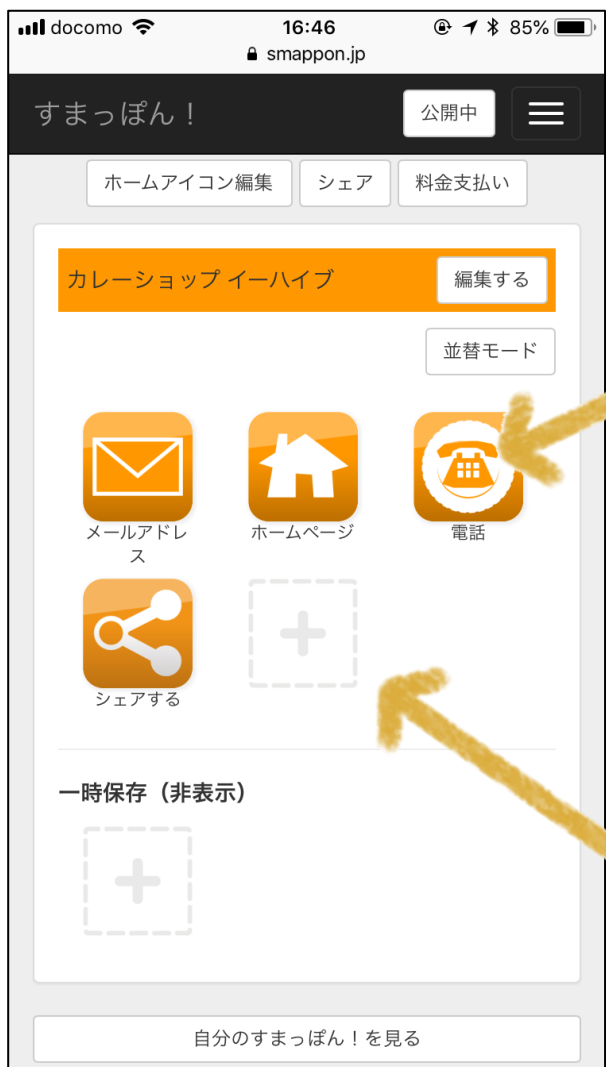 docomo 16:46 85%
smappon.jp
すまっぽん！ 公開中
ホームアイコン編集 シェア 料金支払い
カレーショップ イーハイブ 編集する
並替モード
メールアドレ
ス
ホームページ
電話
シェアする
一時保存（非表示）
自分のすまっぽん！を見る